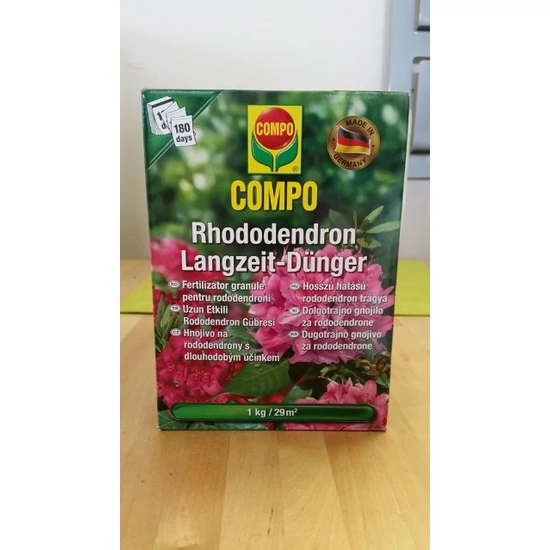 180
days
COMPO
®
MADE IN
GERMANY
COMPO
Rhododendron
Langzeit-Dünger
Fertilizator granule
pentru rododendroni
Uzun Etkili
Rododendron Gübresi
Hnojivo na
rododendrony s
dlouhodobým účinkem
Hosszú hatású
rododendron trágya
Dolgotrajno gnojilo
za rododendrone
Dugotrajno gnojivo
za rododendrone
1 kg / 29 m²